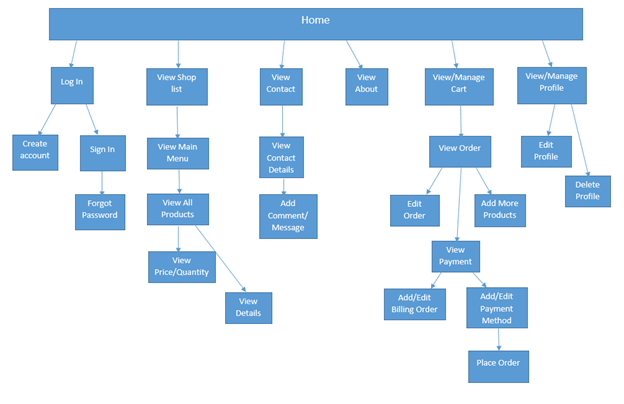 Home
Log In
View Shop
list
View
Contact
View
About
View/Manage
Cart
View/Manage
Profile
Create
account
Sign In
View Main
Menu
View
Contact
Details
View Order
Edit
Profile
Delete
Profile
Forgot
Password
View All
Products
Add
Comment/
Message
Edit
Order
Add More
Products
View
Price/Quantity
View
Payment
View
Details
Add/Edit
Billing Order
Add/Edit
Payment
Method
Place Order